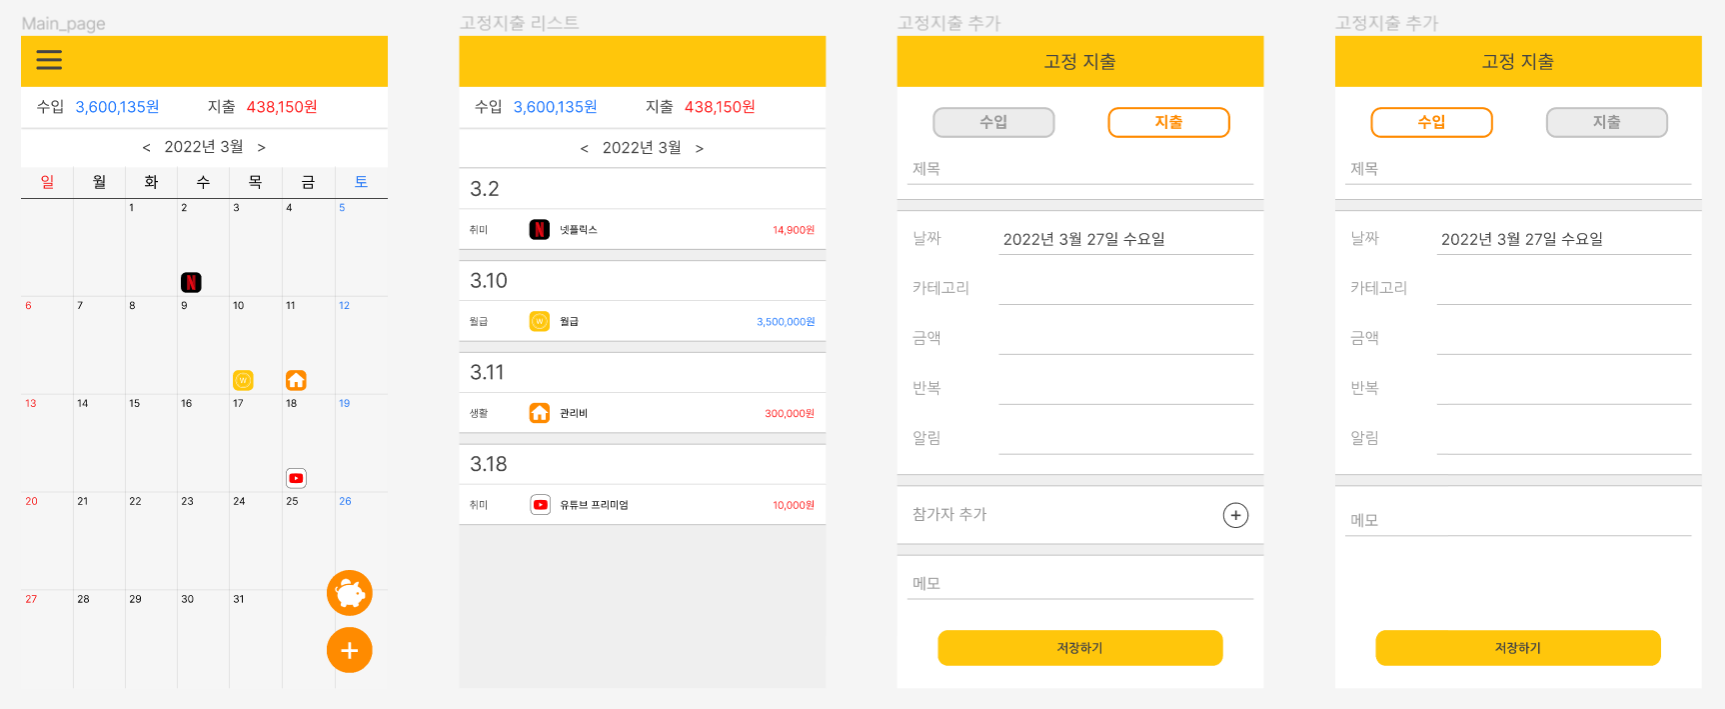 Main_page
수입 3,600,135원 지출 438,150원
< 2022년 3월 >
일 월 화 수 목 금 토
1 2 3 4 5
N
6 7 8 9 10 11 12
W
13 14 15 16 17 18 19
20 21 22 23 24 25 26
27 28 29 30 31
+
고정지출 리스트
수입 3,600,135원 지출 438,150원
< 2022년 3월 >
3.2
취미 N 넷플릭스 14,900원
3.10
월급 W 월급 3,500,000원
3.11
생활 관리비 300,000원
3.18
취미 유튜브 프리미엄 10,000원
고정지출 추가
고정 지출
수입 지출
제목
날짜 2022년 3월 27일 수요일
카테고리
금액
반복
알림
참가자 추가 +
메모
저장하기
고정지출 추가
고정 지출
수입 지출
제목
날짜 2022년 3월 27일 수요일
카테고리
금액
반복
알림
메모
저장하기